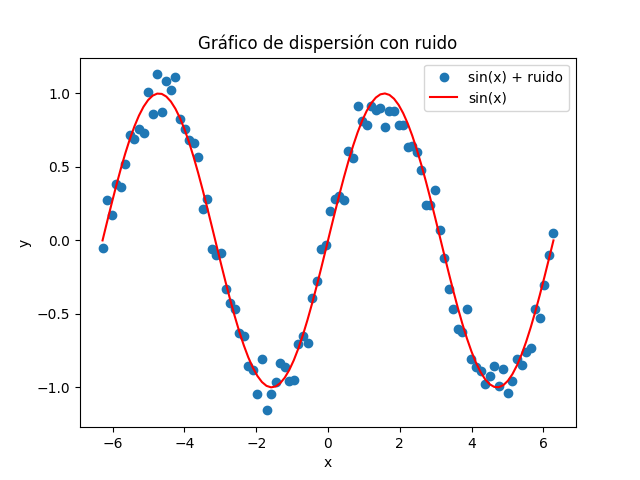 Gráfico de dispersión con ruido
sin(x) + ruido
sin(x)
1.0
0.5
0.0
−0.5
−1.0
y
−6
−4
−2
0
2
4
6
x